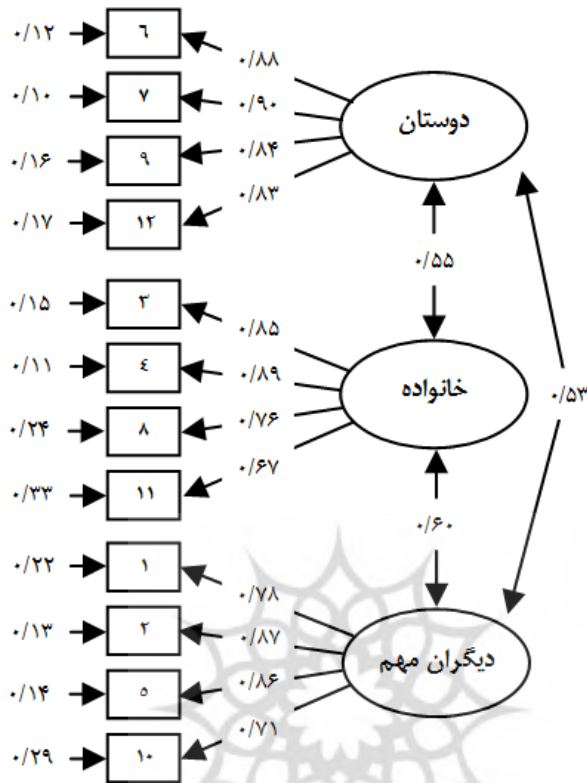 ۰/۱۲ ۶ ۰/۸۸
۰/۱۰ ۷ ۰/۹۰
دوستان
۰/۱۶ ۹ ۰/۸۴
۰/۱۷ ۱۲ ۰/۸۳
۰/۵۵
۰/۱۵ ۳ ۰/۸۵
۰/۱۱ ٤ ۰/۸۹
خانواده
۰/۵۳
۰/۲۴ ۸ ۰/۷۶
۰/۳۳ ۱۱ ۰/۶۷
۰/۶۰
۰/۲۲ ۱ ۰/۷۸
۰/۱۳ ۲ ۰/۸۷
دیگران مهم
۰/۱۴ ٥ ۰/۸۶
۰/۲۹ ۱۰ ۰/۷۱